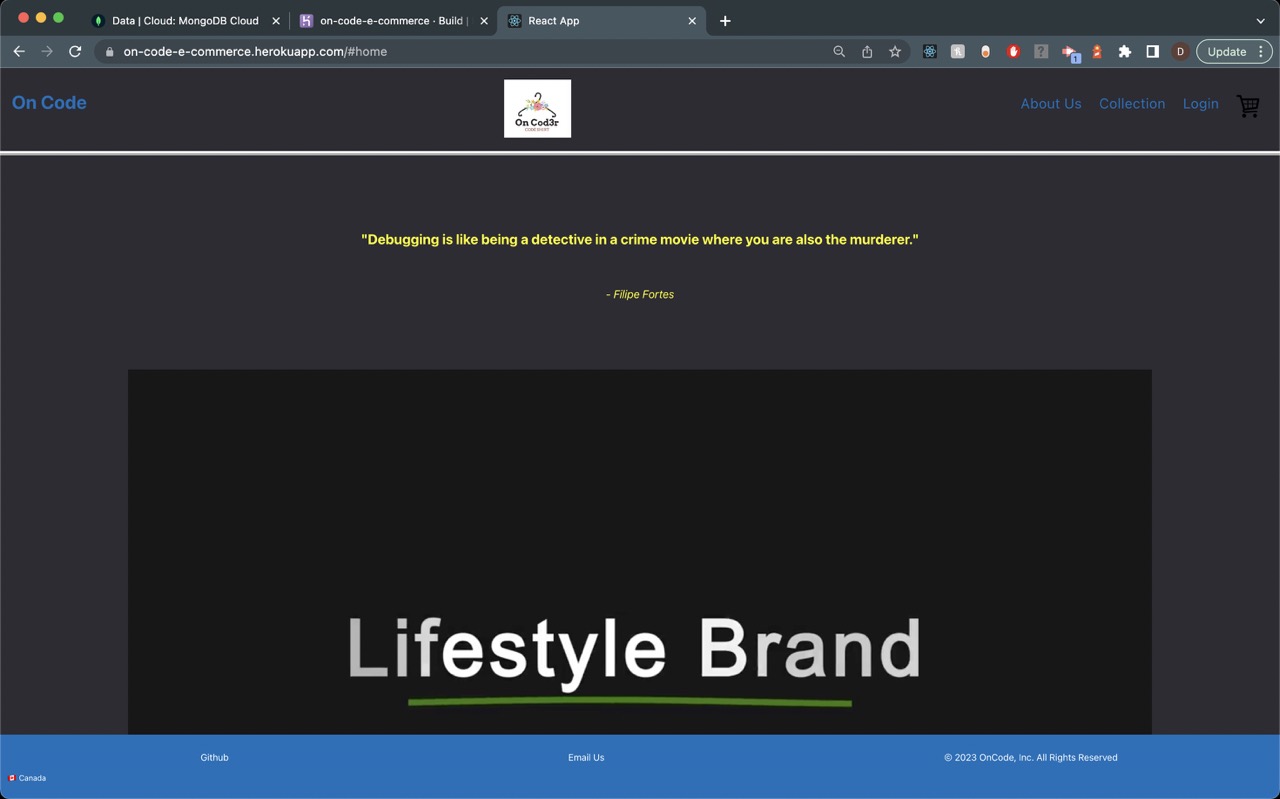 Data | Cloud: MongoDB Cloud
on-code-e-commerce · Build |
React App
on-code-e-commerce.herokuapp.com/#home
1
D
Update
On Code
On Cod3r
About Us
Collection
Login
"Debugging is like being a detective in a crime movie where you are also the murderer."
- Filipe Fortes
Lifestyle Brand
Github
Email Us
© 2023 OnCode, Inc. All Rights Reserved
Canada